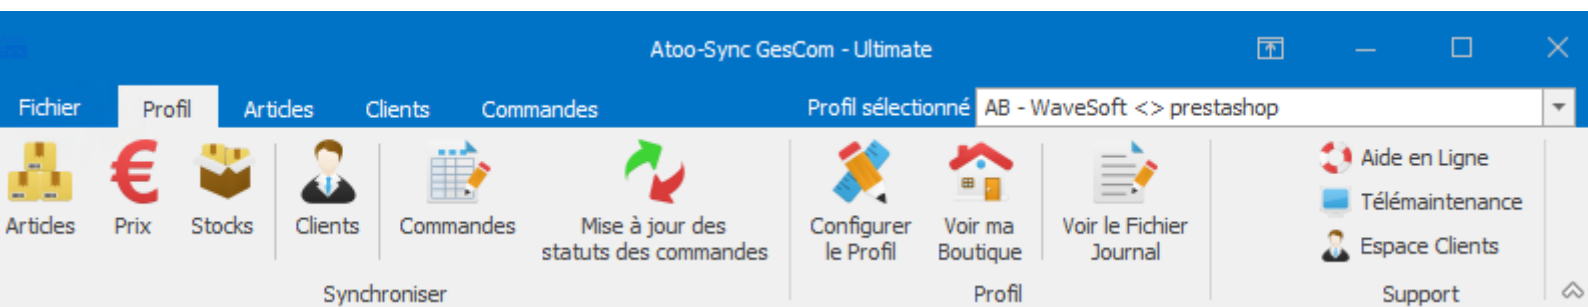 Atoo-Sync GesCom - Ultimate
Fichier Profil Articles Clients Commandes Profil sélectionné AB - WaveSoft <> prestashop
Articles Prix Stocks Clients Commandes Mise à jour des statuts des commandes Configurer le Profil Voir ma Boutique Voir le Fichier Journal
Aide en Ligne
Télémaintenance
Espace Clients
Synchroniser Profil Support